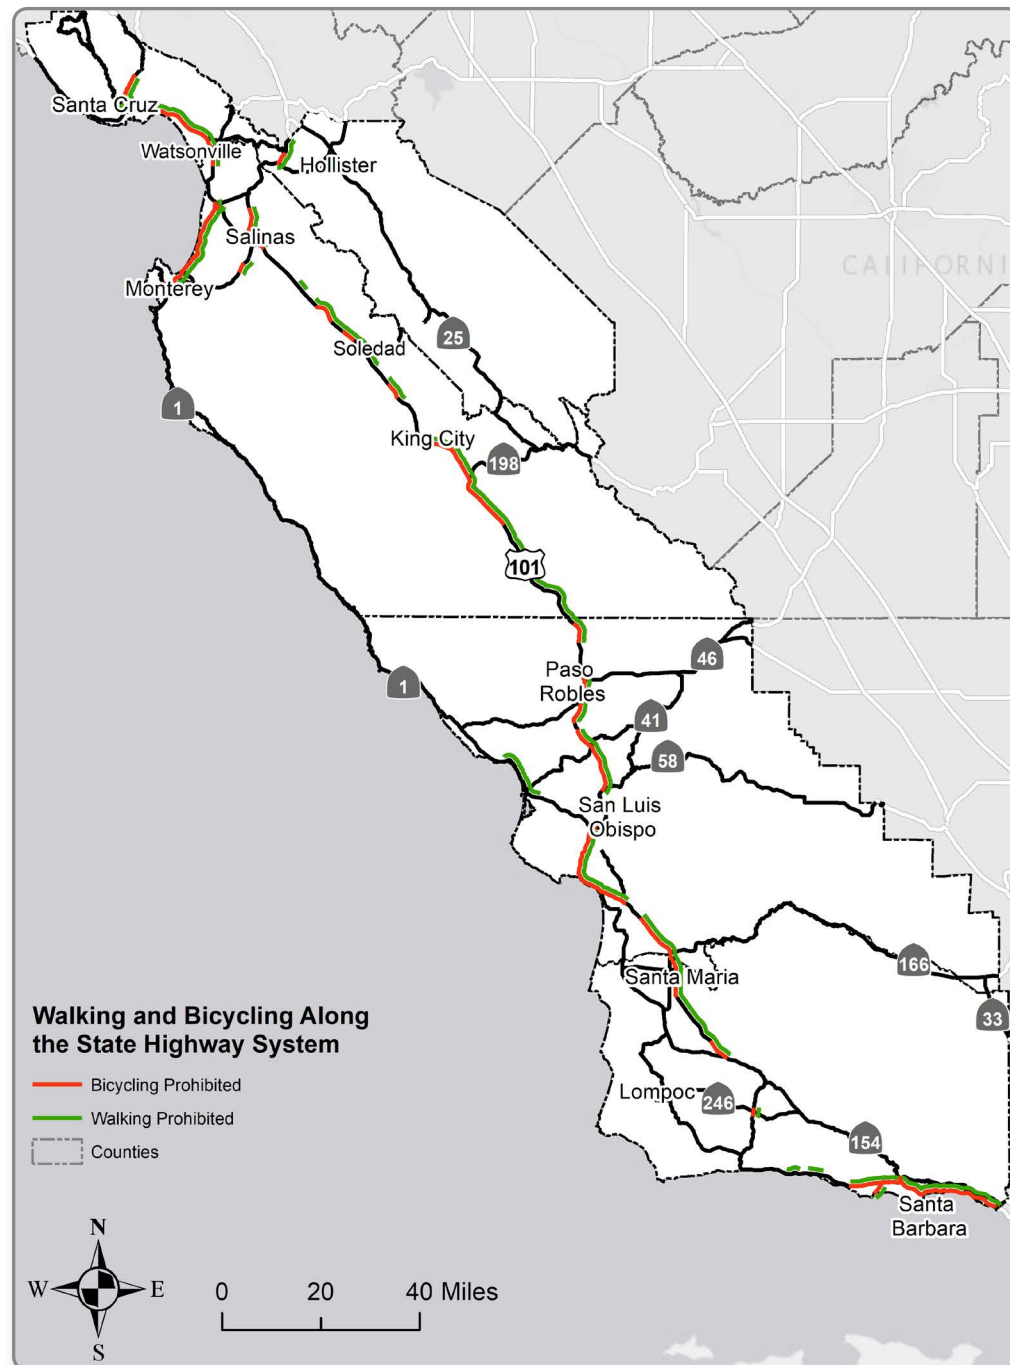 Santa Cruz
Watsonville
Hollister
Salinas
CALIFORNI
Monterey
25
Soledad
1
King City
198
101
46
Paso
Robles
1
41
58
San Luis
Obispo
166
Santa Maria
33
Walking and Bicycling Along
the State Highway System
Bicycling Prohibited
Walking Prohibited
Counties
Lompoc
246
154
Santa
Barbara
N
W E
S
0 20 40 Miles